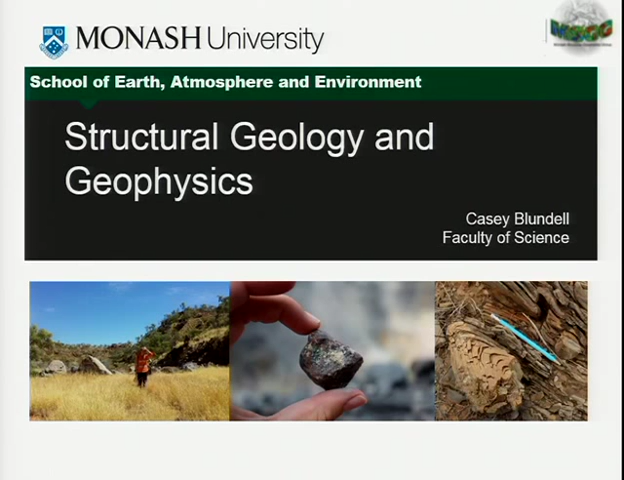 MONASH University
School of Earth, Atmosphere and Environment
Structural Geology and
Geophysics
Casey Blundell
Faculty of Science